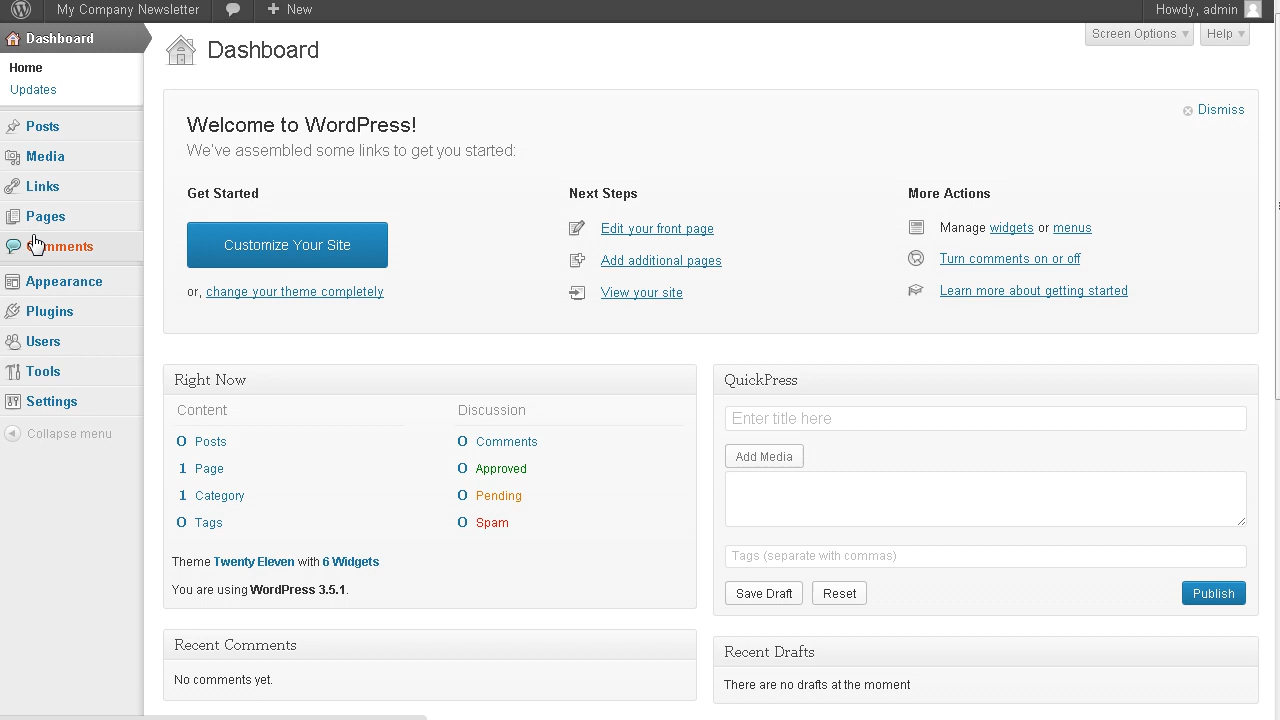 My Company Newsletter
New
Howdy, admin
Dashboard
Home
Updates
Posts
Media
Links
Pages
Appearance
Plugins
Users
Tools
Settings
Collapse menu
Dashboard
Screen Options
Help
Welcome to WordPress!
We've assembled some links to get you started:
Dismiss
Get Started
Customize Your Site
or, change your theme completely
Next Steps
Edit your front page
Add additional pages
View your site
More Actions
Manage widgets or menus
Turn comments on or off
Learn more about getting started
Right Now
Content
0 Posts
1 Page
1 Category
0 Tags
Discussion
0 Comments
0 Approved
0 Pending
0 Spam
Theme Twenty Eleven with 6 Widgets
You are using WordPress 3.5.1.
Recent Comments
No comments yet.
QuickPress
Enter title here
Add Media
Tags (separate with commas)
Save Draft
Reset
Publish
Recent Drafts
There are no drafts at the moment